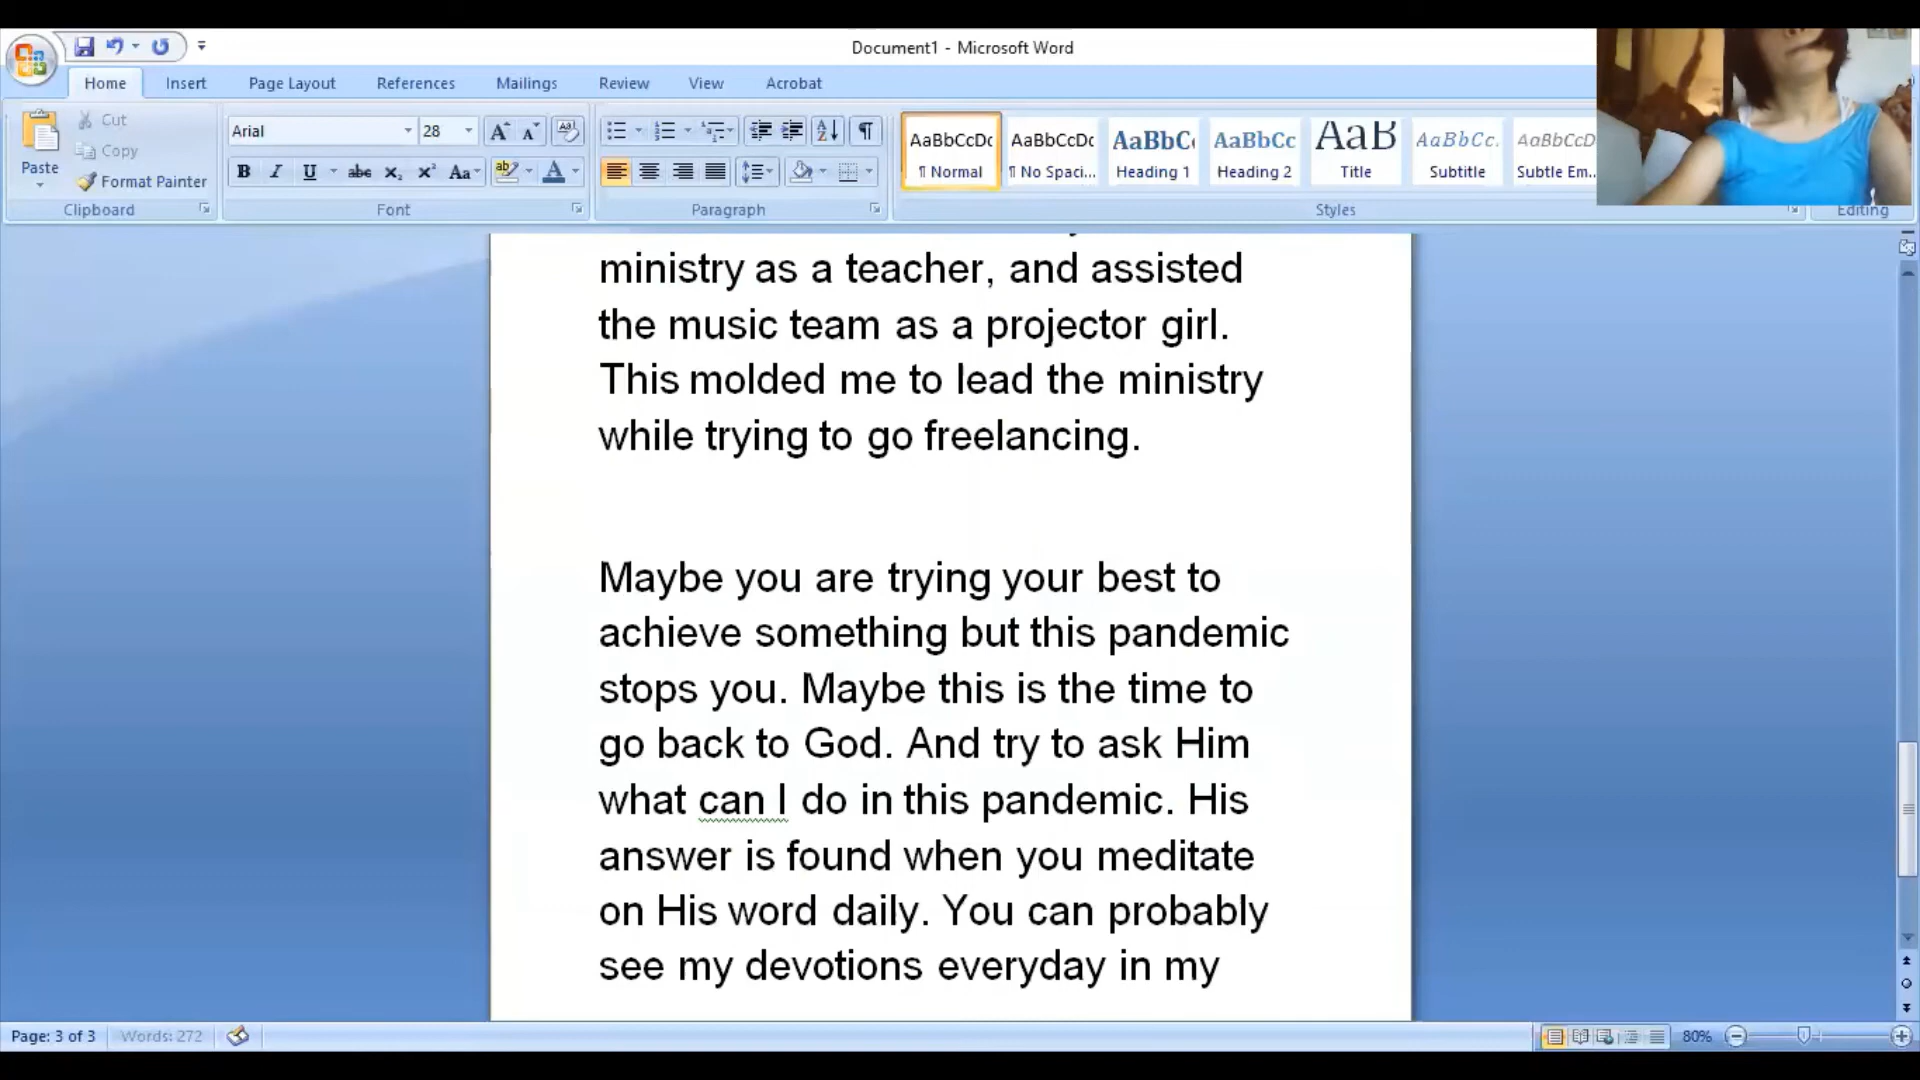 Document1 - Microsoft Word
Home Insert Page Layout References Mailings Review View Acrobat
Paste
Cut
Copy
Format Painter
Clipboard
Arial 28
Font
Paragraph
AaBbCcDc AaBbCcDc AaBbC AaBbCc AaB AaBbCc. AaBbCcD
¶ Normal ¶ No Spaci... Heading 1 Heading 2 Title Subtitle Subtle Em...
Styles
Editing
ministry as a teacher, and assisted
the music team as a projector girl.
This molded me to lead the ministry
while trying to go freelancing.
Maybe you are trying your best to
achieve something but this pandemic
stops you. Maybe this is the time to
go back to God. And try to ask Him
what can I do in this pandemic. His
answer is found when you meditate
on His word daily. You can probably
see my devotions everyday in my
Page: 3 of 3 Words: 272 80%